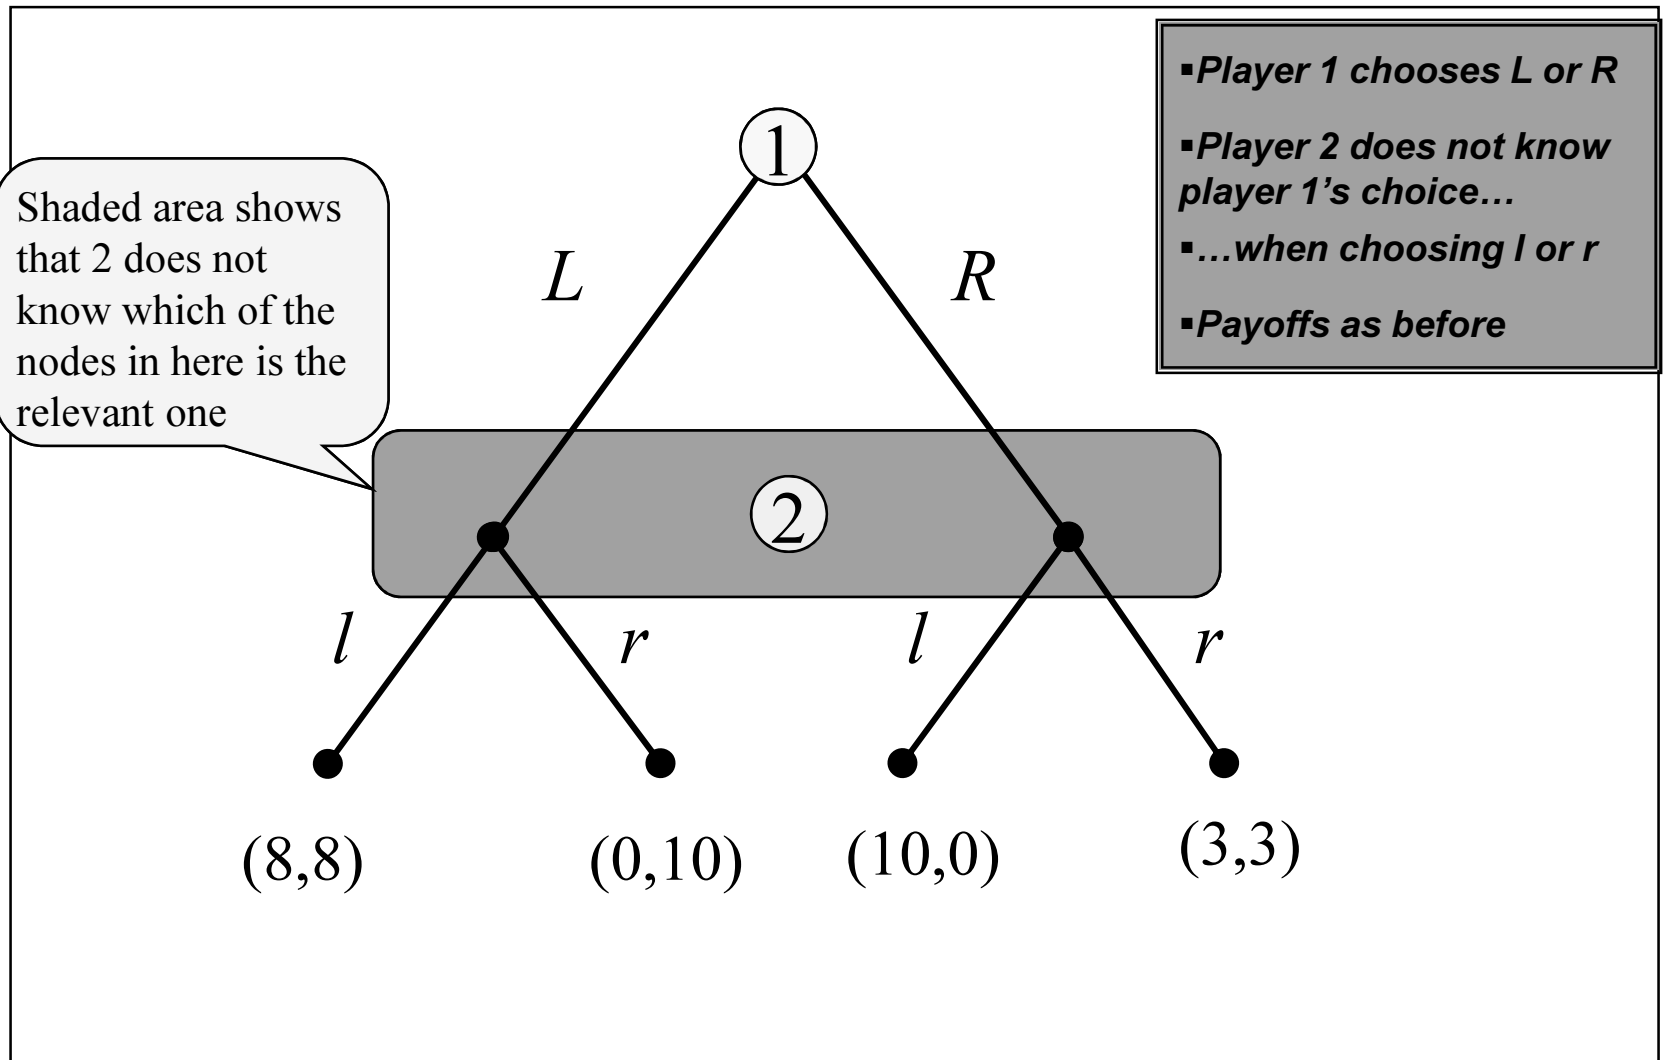 ▪Player 1 chooses L or R
▪Player 2 does not know
player 1’s choice…
▪…when choosing l or r
▪Payoffs as before
1
Shaded area shows
that 2 does not
know which of the
nodes in here is the
relevant one
L
R
2
l
r
l
r
(8,8)
(0,10)
(10,0)
(3,3)